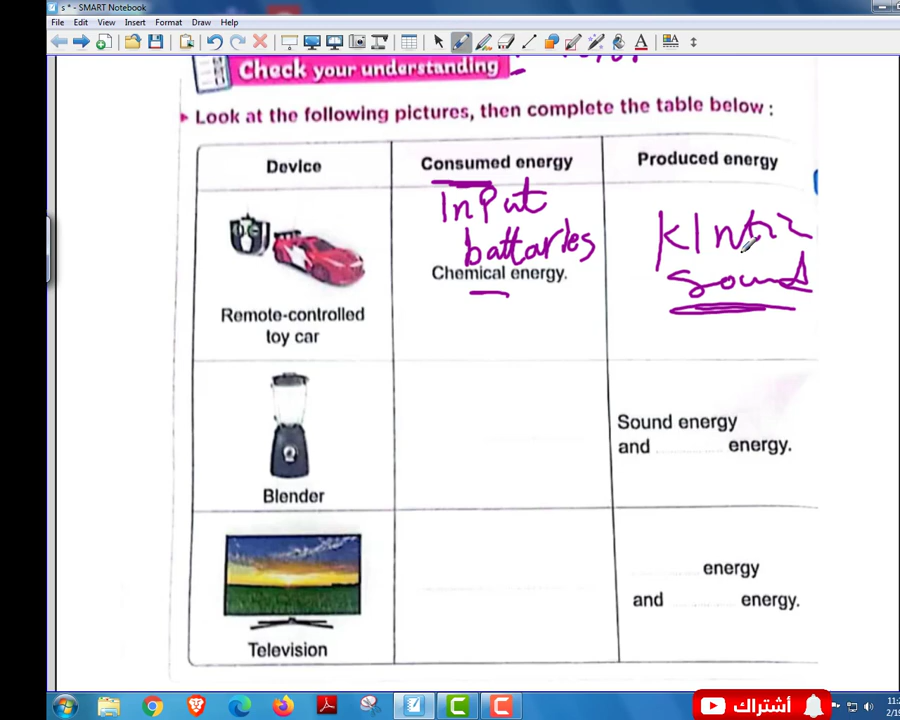 s * - SMART Notebook
File Edit View Insert Format Draw Help
Check your understanding
Look at the following pictures, then complete the table below :
Device Consumed energy Produced energy
Input
battarles
Chemical energy.
KIntic
sound
Remote-controlled
toy car
Sound energy
and energy.
Blender
energy
and energy.
Television
أشتراك